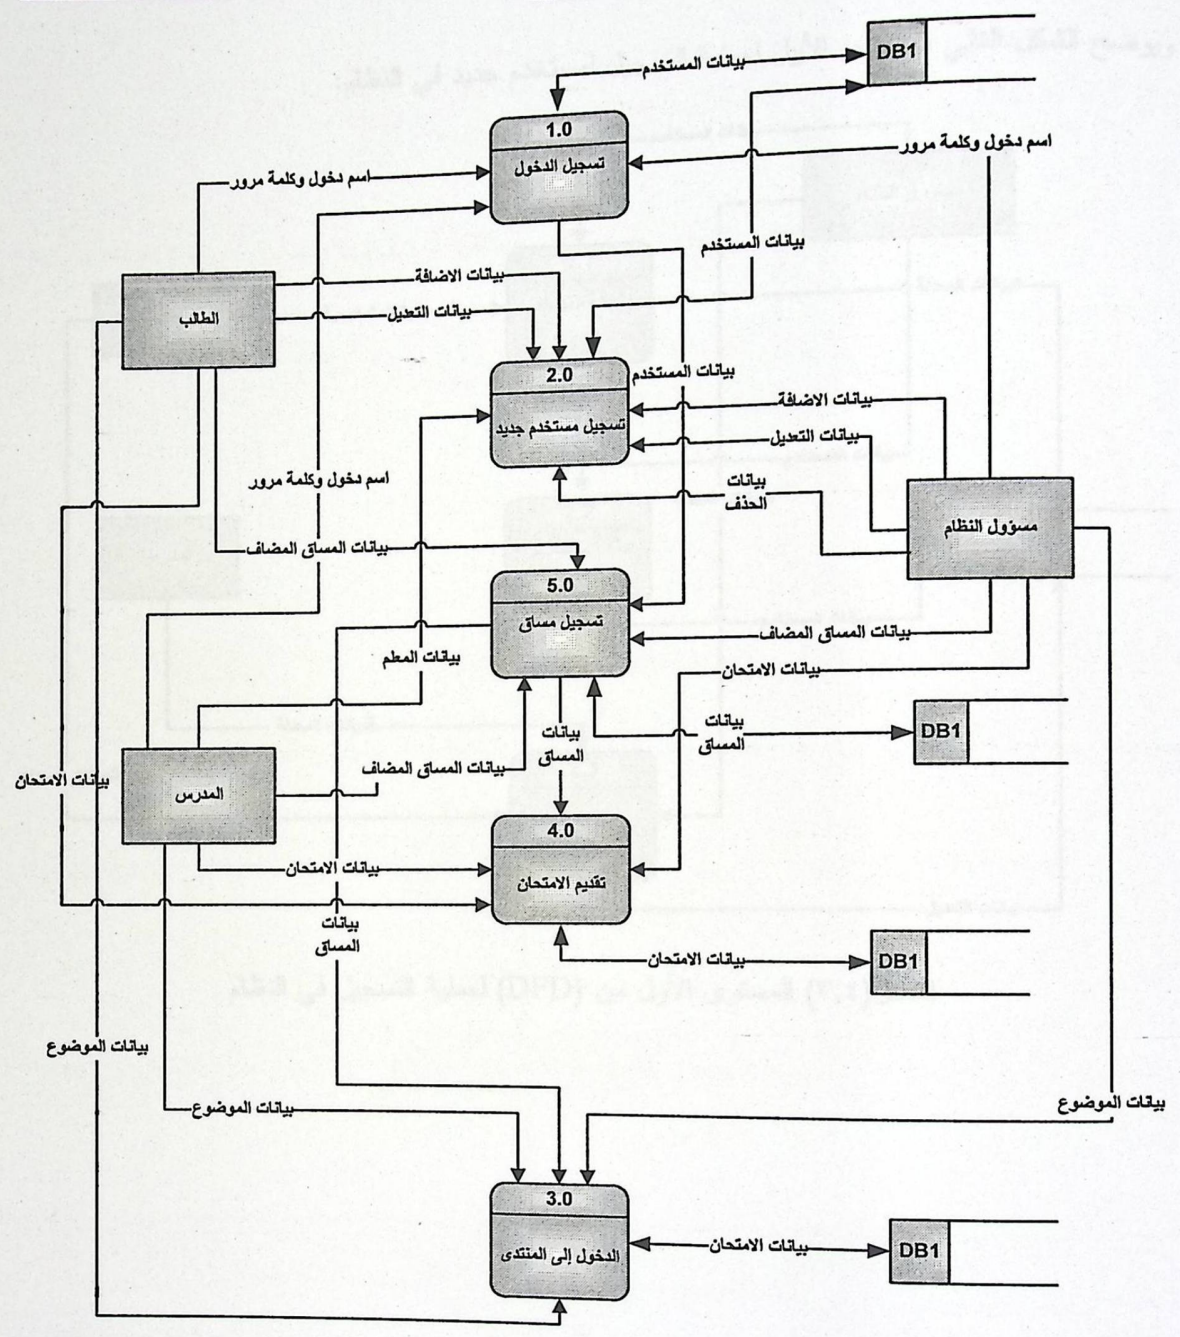 DB1
بيانات المستخدم
1.0
تسجيل الدخول
اسم دخول وكلمة مرور
اسم دخول وكلمة مرور
بيانات المستخدم
بيانات الاضافة
الطالب
بيانات التعديل
2.0
بيانات المستخدم
تسجيل مستخدم جديد
بيانات الاضافة
بيانات التعديل
اسم دخول وكلمة مرور
بيانات
الحذف
مسؤول النظام
بيانات المساق المضاف
5.0
تسجيل مساق
بيانات المساق المضاف
بيانات المعلم
بيانات الامتحان
بيانات
المساق
DB1
بيانات
المساق
بيانات المساق المضاف
بيانات الامتحان
المدرس
4.0
تقديم الامتحان
بيانات الامتحان
بيانات
المساق
بيانات الامتحان
DB1
بيانات الموضوع
بيانات الموضوع
بيانات الموضوع
3.0
الدخول إلى المنتدى
بيانات الامتحان
DB1